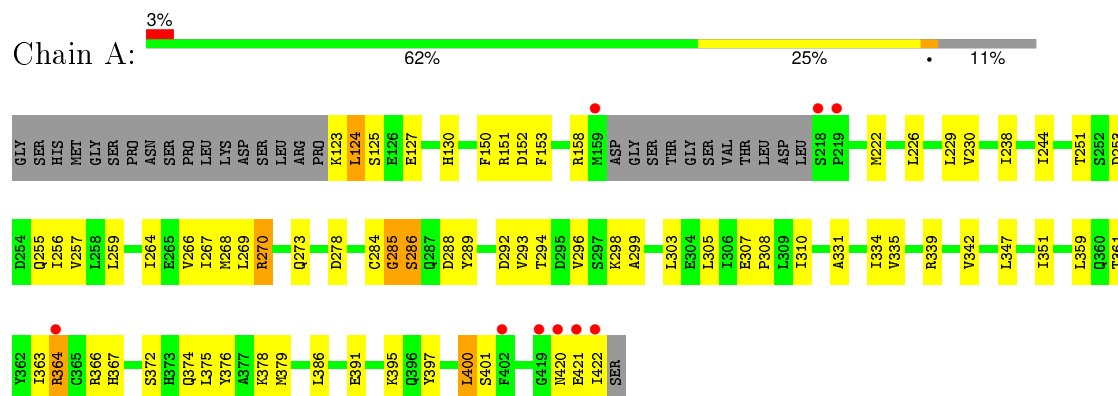 3%
Chain A:
62% 25% • 11%
GLY SER HIS MET GLY SER PRO ASN SER PRO LEU LYS ASP SER LEU ARG PRO K123 L124 S125 E126 E127 H130 F150 R151 D152 F153 R158 M159 ASP GLY SER THR GLY SER VAL THR LEU ASP LEU S218 P219 M222 L226 L229 V230 I238 I244 T251 S252 D253
D254 Q255 I256 V257 L258 L259 I264 E265 V266 I267 M268 L269 R270 Q273 D278 C284 G285 S286 Q287 D288 Y289 D292 V293 T294 D295 V296 S297 K298 A299 L303 E304 L305 I306 E307 P308 L309 I310 A331 I334 V335 R339 V342 L347 I351 L359 Q360 T361
Y362 I363 R364 C365 R366 H367 S372 H373 Q374 L375 Y376 A377 K378 M379 L386 E391 K395 Q396 Y397 L400 S401 F402 G419 N420 E421 I422 SER